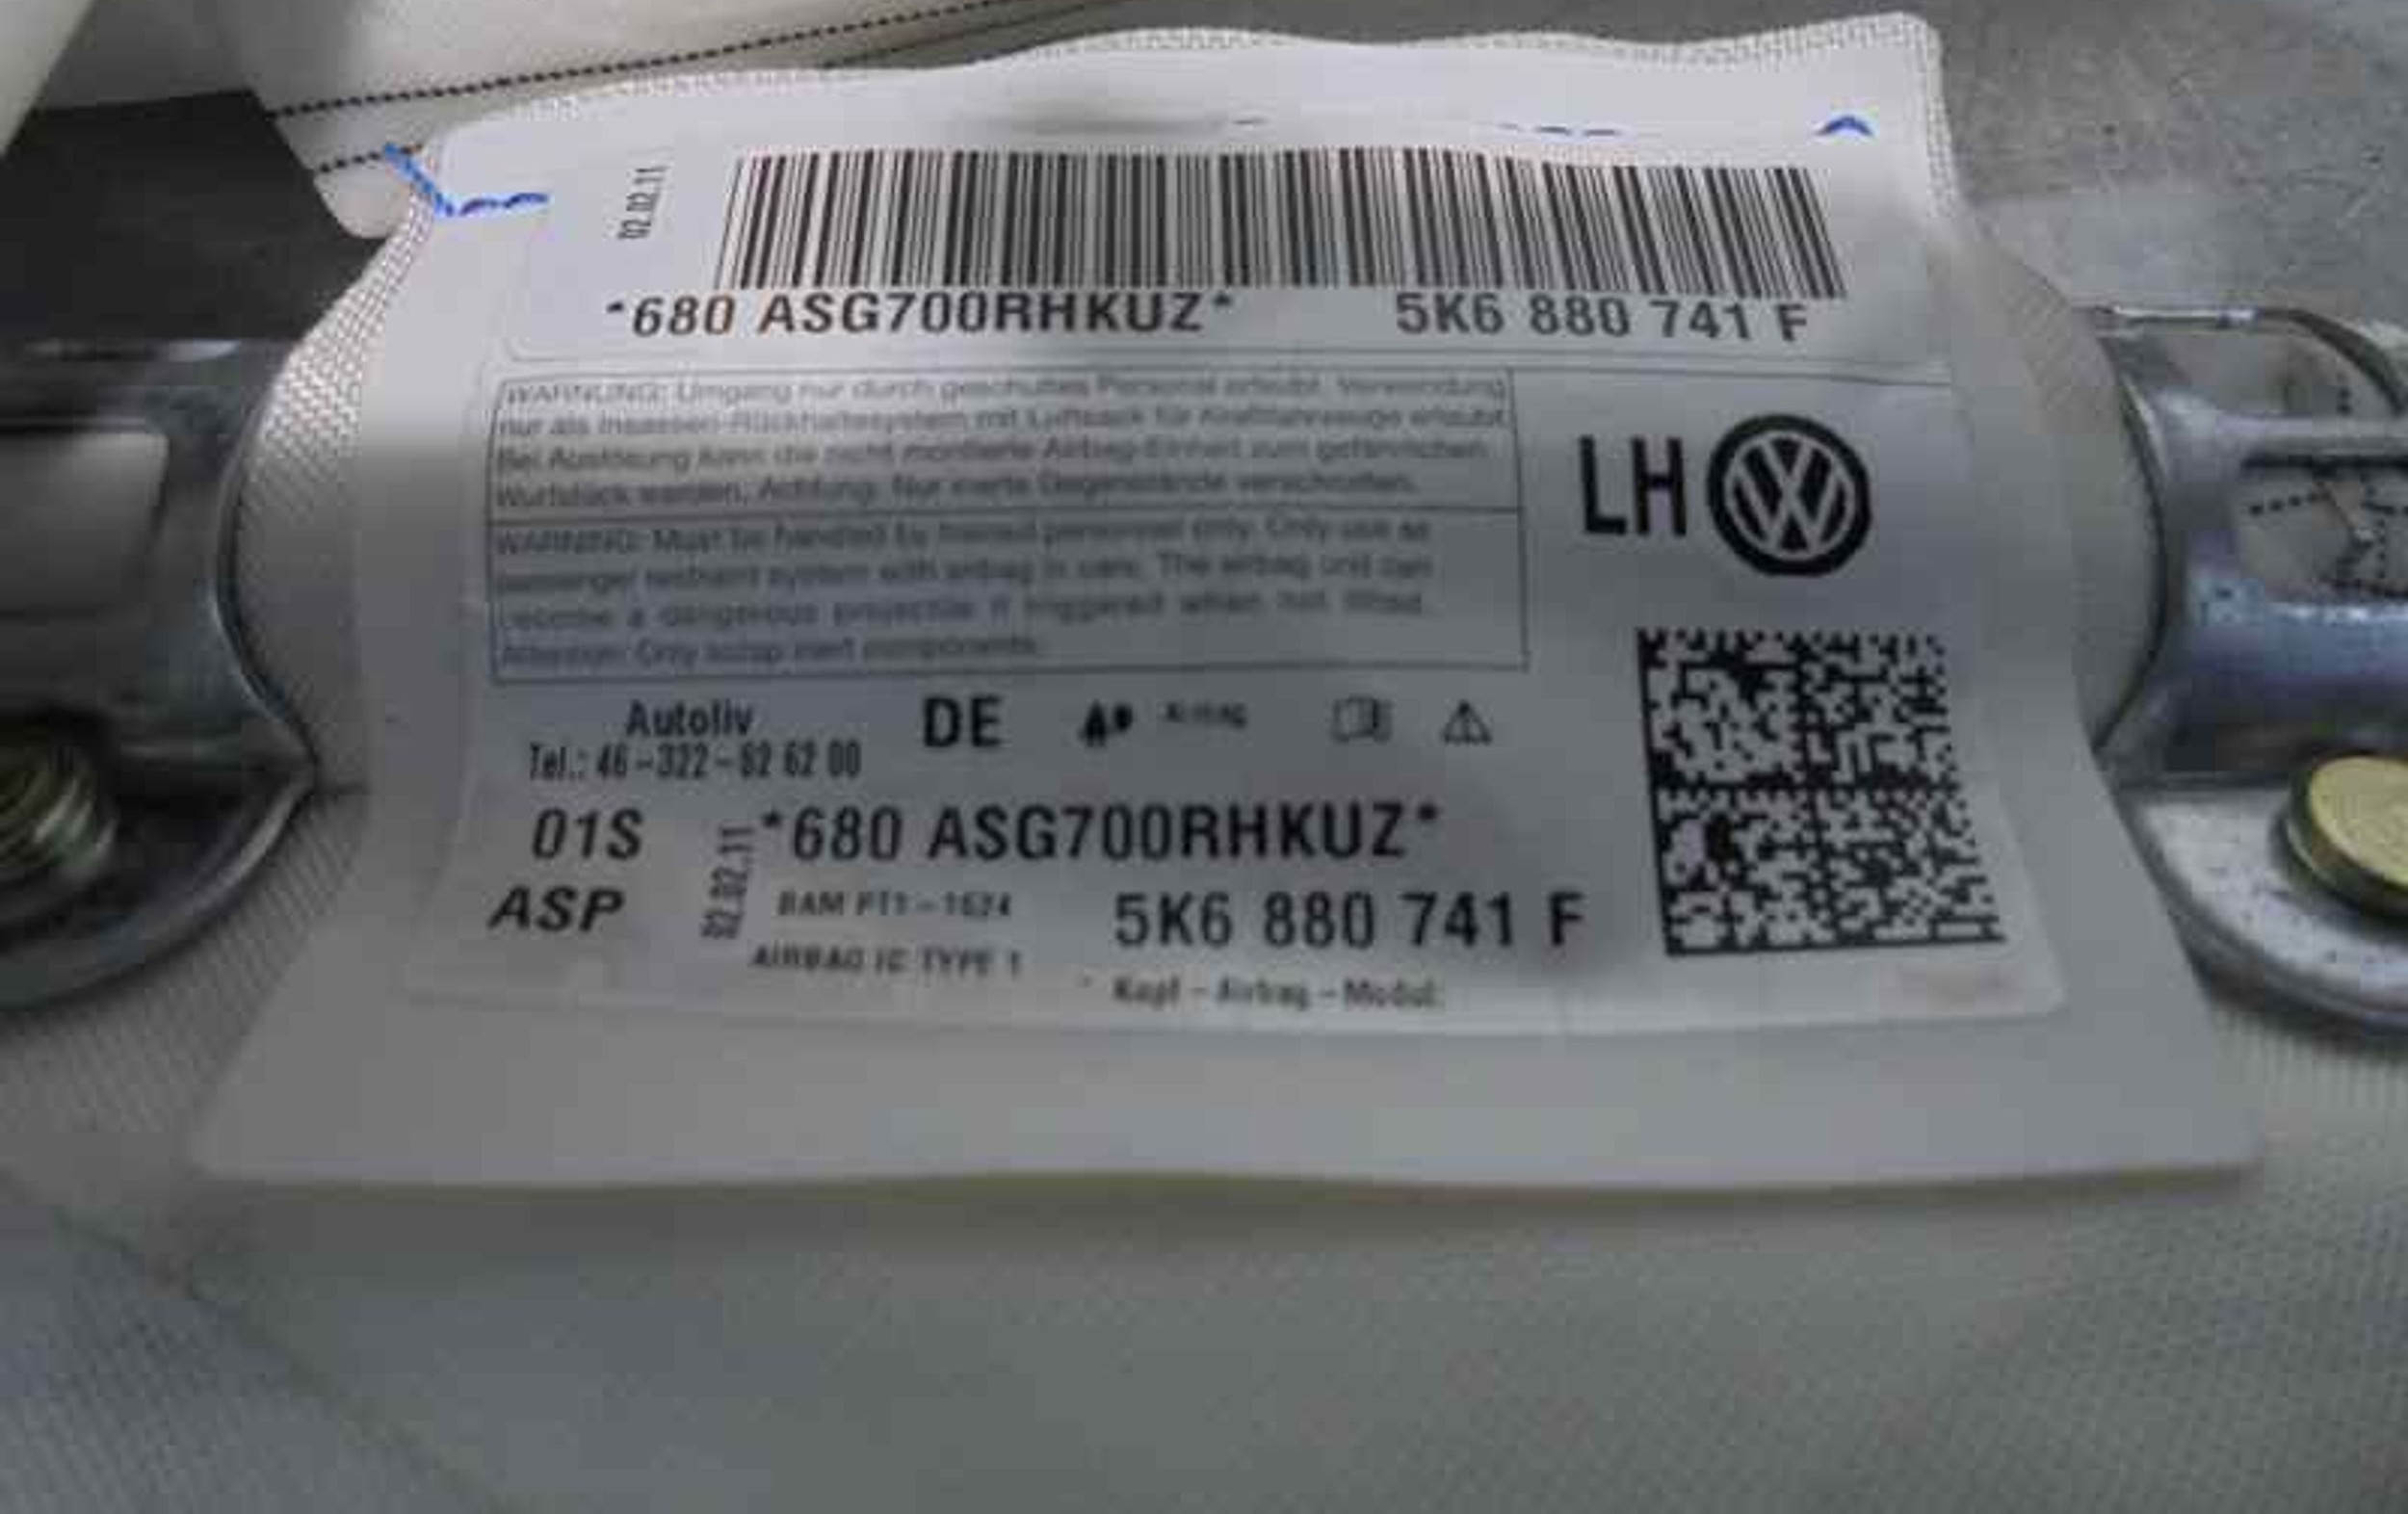 02.02.11
*680 ASG700RHKUZ* 5K6 880 741 F
WARNUNG: Umgang nur durch geschultes Personal erlaubt. Verwendung
nur als Insassen-Rückhaltesystem mit Luftsack für Kraftfahrzeuge erlaubt.
Bei Auslösung kann die nicht montierte Airbag-Einheit zum gefährlichen
Wurfstück werden. Achtung: Nur inerte Gegenstände verschrotten.
LH
WARNING: Must be handled by trained personnel only. Only use as
passenger restraint system with airbag in cars. The airbag unit can
become a dangerous projectile if triggered when not fitted.
Attention: Only scrap inert components.
Autoliv DE Airbag
Tel.: 46-322-62 62 00
01S *680 ASG700RHKUZ*
02.02.11
ASP BAM PT1-1624 5K6 880 741 F
AIRBAG IC TYPE 1
Kopf - Airbag - Modul: